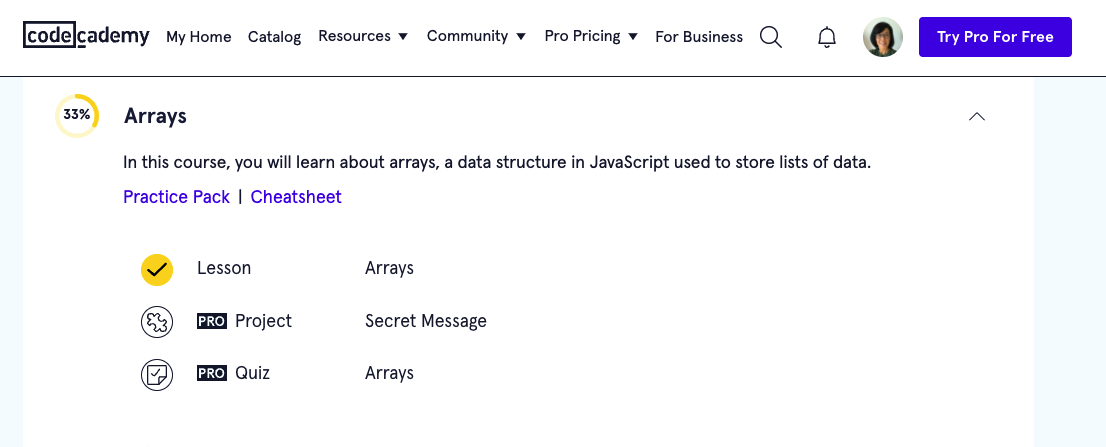 codecademy My Home Catalog Resources Community Pro Pricing For Business Try Pro For Free
33% Arrays
In this course, you will learn about arrays, a data structure in JavaScript used to store lists of data.
Practice Pack | Cheatsheet
Lesson Arrays
PRO Project Secret Message
PRO Quiz Arrays